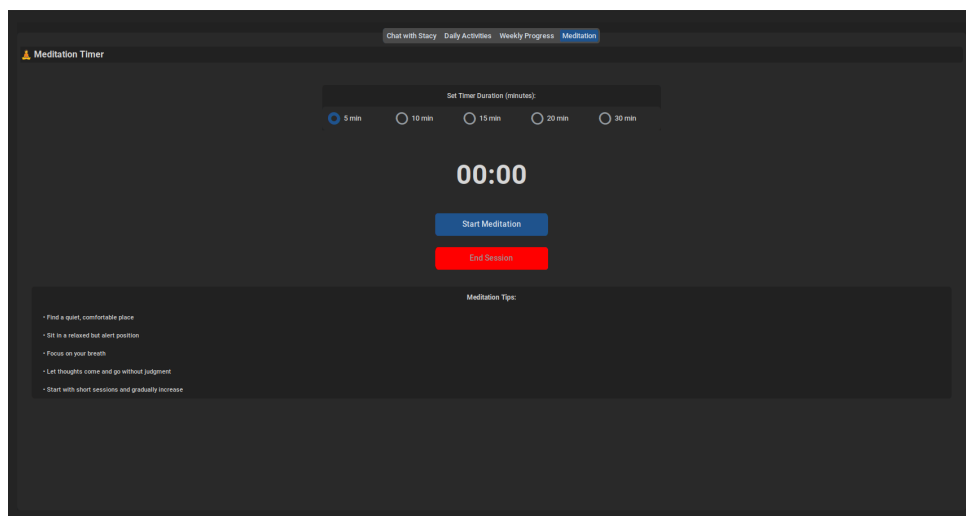 Chat with Stacy Daily Activities Weekly Progress Meditation
🧘 Meditation Timer
Set Timer Duration (minutes):
5 min 10 min 15 min 20 min 30 min
00:00
Start Meditation
End Session
Meditation Tips:
• Find a quiet, comfortable place
• Sit in a relaxed but alert position
• Focus on your breath
• Let thoughts come and go without judgment
• Start with short sessions and gradually increase